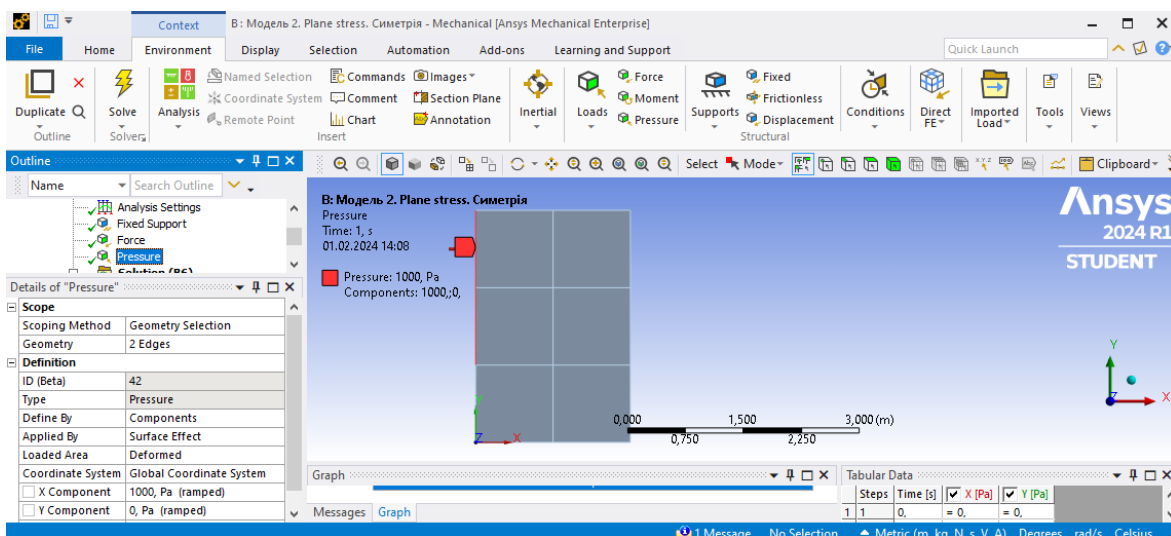 Context
B : Модель 2. Plane stress. Симетрія - Mechanical [Ansys Mechanical Enterprise]
File Home Environment Display Selection Automation Add-ons Learning and Support Quick Launch
Duplicate
Solve
Analysis
Named Selection
Coordinate System
Remote Point
Commands
Comment
Chart
Images
Section Plane
Annotation
Inertial
Loads
Force
Moment
Pressure
Supports
Fixed
Frictionless
Displacement
Conditions
Direct FE
Imported Load
Tools
Views
Outline Solvers Insert Structural
Outline
Name Search Outline
Select Mode Clipboard
Analysis Settings
Fixed Support
Force
Pressure
Solution (B6)
B: Модель 2. Plane stress. Симетрія
Pressure
Time: 1, s
01.02.2024 14:08
Pressure: 1000, Pa
Components: 1000,;0,
Ansys
2024 R1
STUDENT
Y
X
Z
Y
Z X
0,000 1,500 3,000 (m)
0,750 2,250
Details of "Pressure"
Scope
Scoping Method Geometry Selection
Geometry 2 Edges
Definition
ID (Beta) 42
Type Pressure
Define By Components
Applied By Surface Effect
Loaded Area Deformed
Coordinate System Global Coordinate System
X Component 1000, Pa (ramped)
Y Component 0, Pa (ramped)
Graph
Messages Graph
Tabular Data
Steps Time [s] X [Pa] Y [Pa]
1 1 0, = 0, = 0,
1 Message No Selection Metric (m, kg, N, s, V, A) Degrees rad/s Celsius